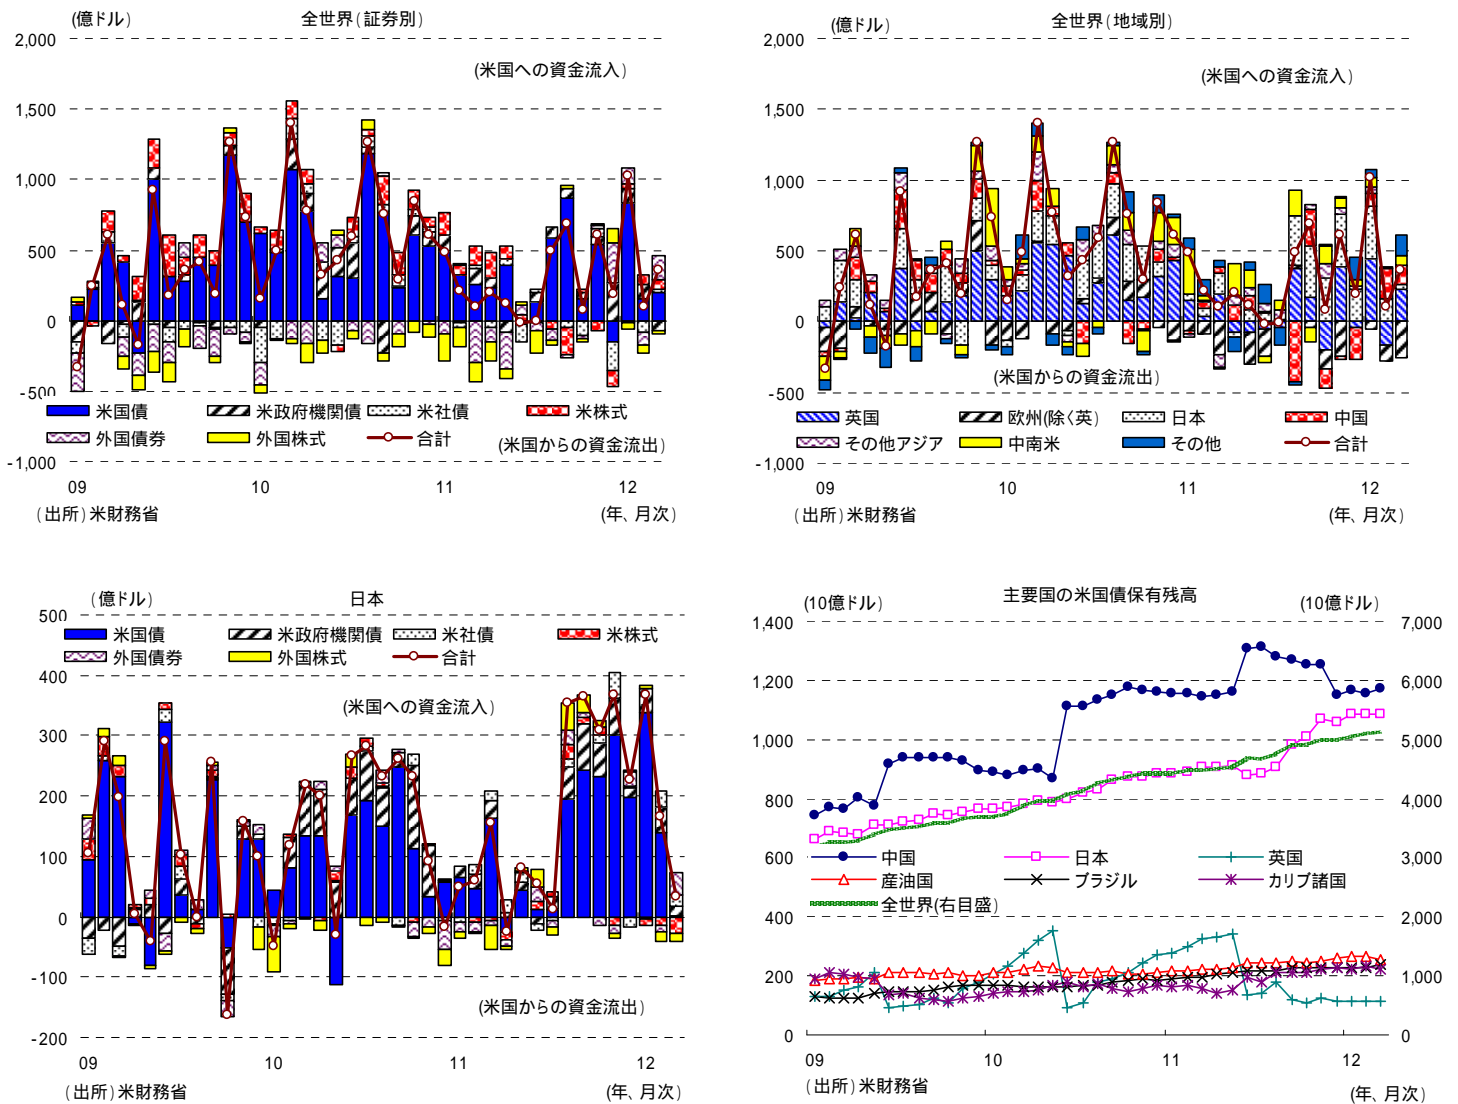 (億ドル)
全世界(証券別)
(米国への資金流入)
2,000
1,500
1,000
500
0
-500
-1,000
米国債 米政府機関債 米社債 米株式
外国債券 外国株式 合計
(米国からの資金流出)
09 10 11 12
(出所)米財務省
(年、月次)
(億ドル)
全世界(地域別)
(米国への資金流入)
2,000
1,500
1,000
500
0
-500
-1,000
(米国からの資金流出)
英国 欧州(除く英) 日本 中国
その他アジア 中南米 その他 合計
09 10 11 12
(出所)米財務省
(年、月次)
(億ドル)
日本
500
400
300
200
100
0
-100
-200
米国債 米政府機関債 米社債 米株式
外国債券 外国株式 合計
(米国への資金流入)
(米国からの資金流出)
09 10 11 12
(出所)米財務省
(年、月次)
(10億ドル)
主要国の米国債保有残高
(10億ドル)
1,400 7,000
1,200 6,000
1,000 5,000
800 4,000
600 3,000
400 2,000
200 1,000
0 0
中国 日本 英国
産油国 ブラジル カリブ諸国
全世界(右目盛)
09 10 11 12
(出所)米財務省
(年、月次)